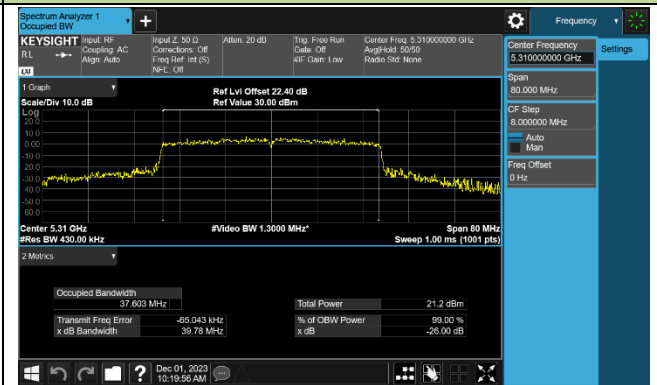 Spectrum Analyzer 1
Occupied BW
+
Frequency
KEYSIGHT
RL
LXI
Input: RF
Coupling: AC
Align: Auto
Input Z: 50 Ω
Corrections: Off
Freq Ref: Int (S)
NFE: Off
Atten: 20 dB
Trig: Free Run
Gate: Off
#IF Gain: Low
Center Freq: 5.310000000 GHz
Avg|Hold: 50/50
Radio Std: None
Center Frequency
5.310000000 GHz
Settings
Span
80.000 MHz
CF Step
8.000000 MHz
Auto
Man
Freq Offset
0 Hz
1 Graph
Scale/Div 10.0 dB
Ref Lvl Offset 22.40 dB
Ref Value 30.00 dBm
Log
20.0
10.0
0.00
-10.0
-20.0
-30.0
-40.0
-50.0
-60.0
Center 5.31 GHz
#Res BW 430.00 kHz
#Video BW 1.3000 MHz*
Span 80 MHz
Sweep 1.00 ms (1001 pts)
2 Metrics
Occupied Bandwidth
37.603 MHz
Total Power 21.2 dBm
Transmit Freq Error -65.043 kHz
% of OBW Power 99.00 %
x dB Bandwidth 39.78 MHz
x dB -26.00 dB
?
Dec 01, 2023
10:19:56 AM